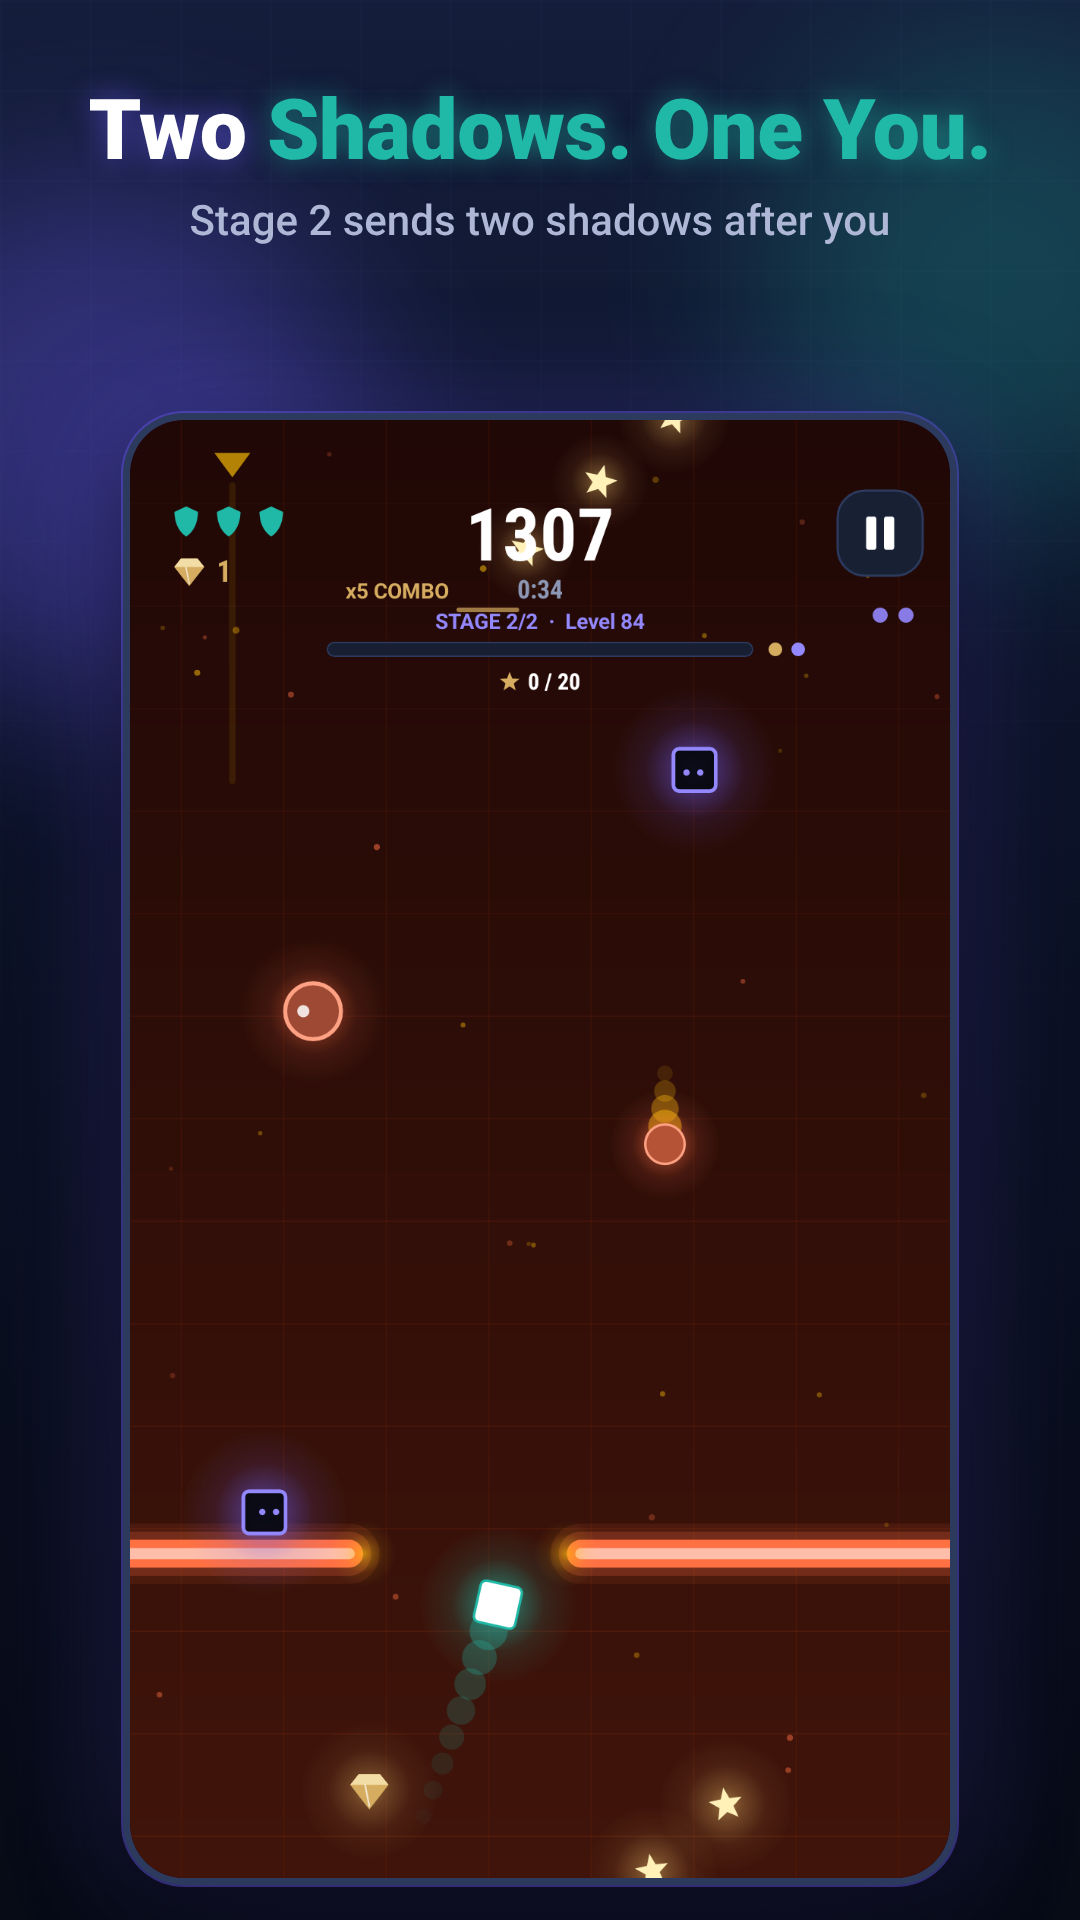 Two Shadows. One You.
Stage 2 sends two shadows after you
1307
1
x5 COMBO
0:34
STAGE 2/2 · Level 84
0 / 20